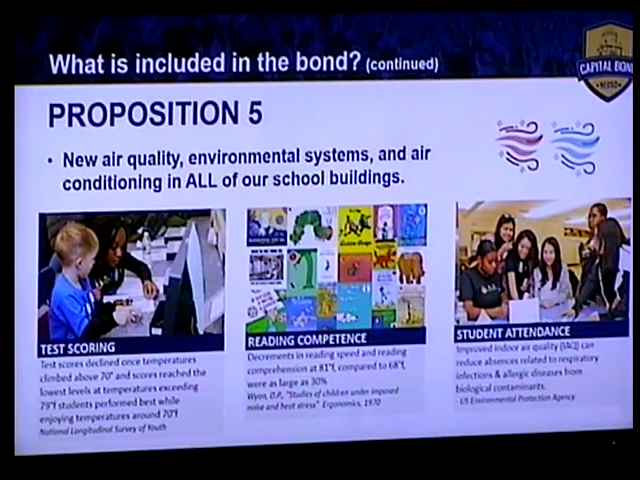 What is included in the bond? (continued)
CAPITAL BOND
PROPOSITION 5
• New air quality, environmental systems, and air
conditioning in ALL of our school buildings.
TEST SCORING
Test scores declined once temperatures
climbed above 70° and scores reached the
lowest levels at temperatures exceeding
79°f students performed best while
enjoying temperatures around 70°f
National Longitudinal Survey of Youth
READING COMPETENCE
Decrements in reading speed and reading
comprehension at 81°f, compared to 68°f,
were as large as 30%
Wyon, D.P., "Studies of children under imposed
noise and heat stress" Ergonomics, 1970
STUDENT ATTENDANCE
Improved indoor air quality (IAQ) can
reduce absences related to respiratory
infections & allergic diseases from
biological contaminants.
- US Environmental Protection Agency